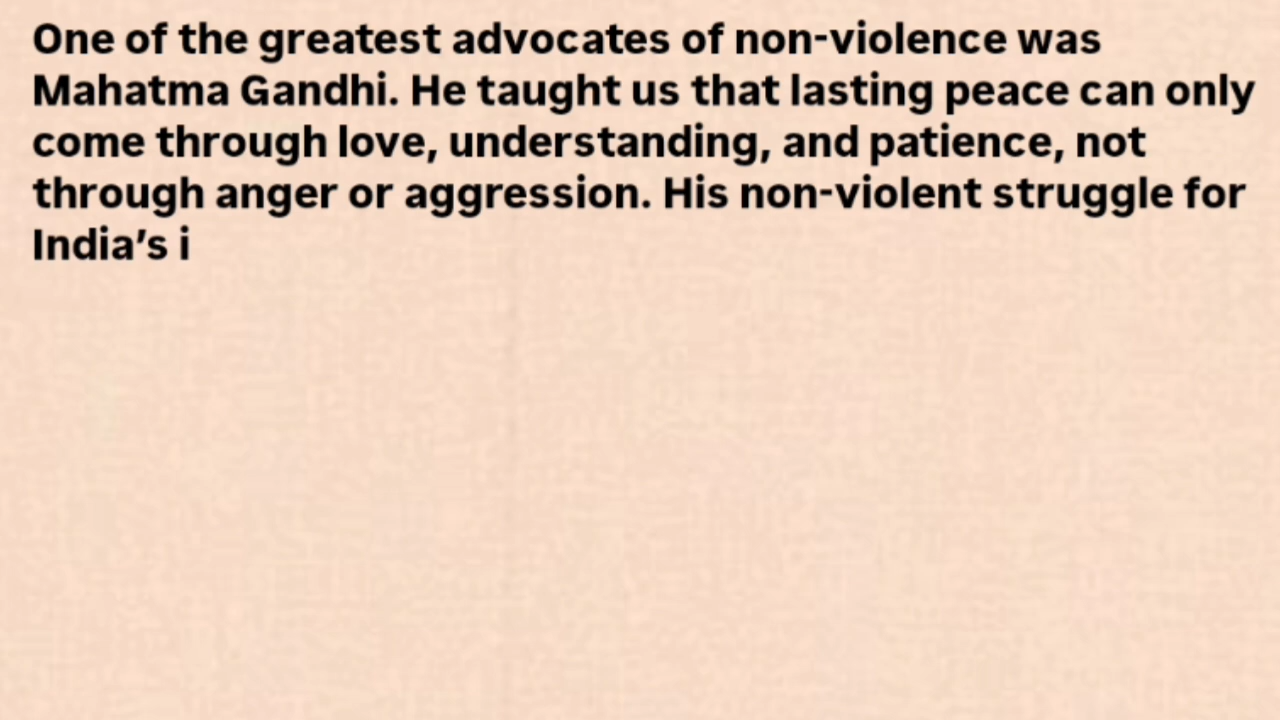 One of the greatest advocates of non-violence was
Mahatma Gandhi. He taught us that lasting peace can only
come through love, understanding, and patience, not
through anger or aggression. His non-violent struggle for
India’s i